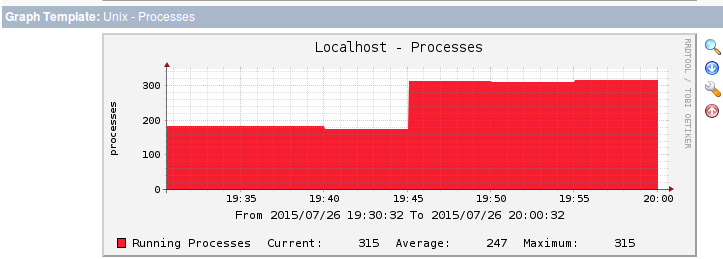 Graph Template: Unix - Processes
Localhost - Processes
RRDTOOL / TOBI OETIKER
processes
300
200
100
0
19:35 19:40 19:45 19:50 19:55 20:00
From 2015/07/26 19:30:32 To 2015/07/26 20:00:32
Running Processes Current: 315 Average: 247 Maximum: 315